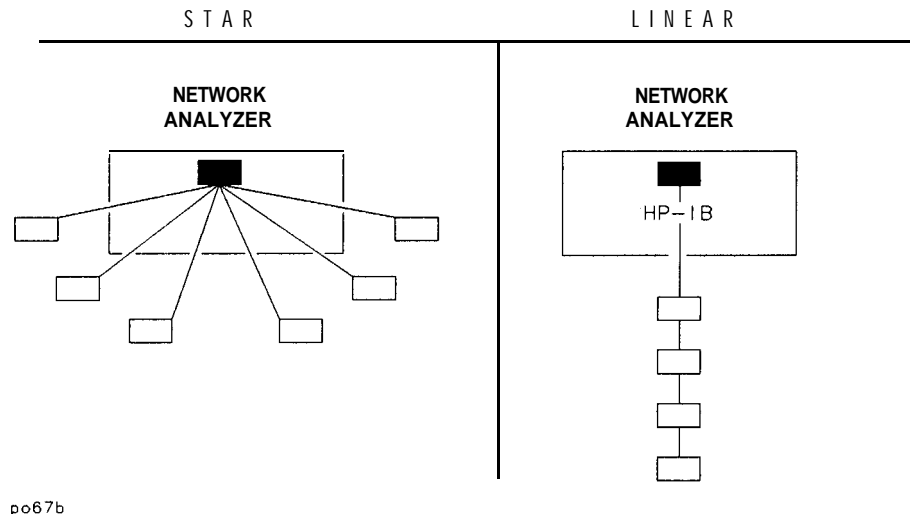 STAR
LINEAR
NETWORK
ANALYZER
NETWORK
ANALYZER
HP-IB
po67b